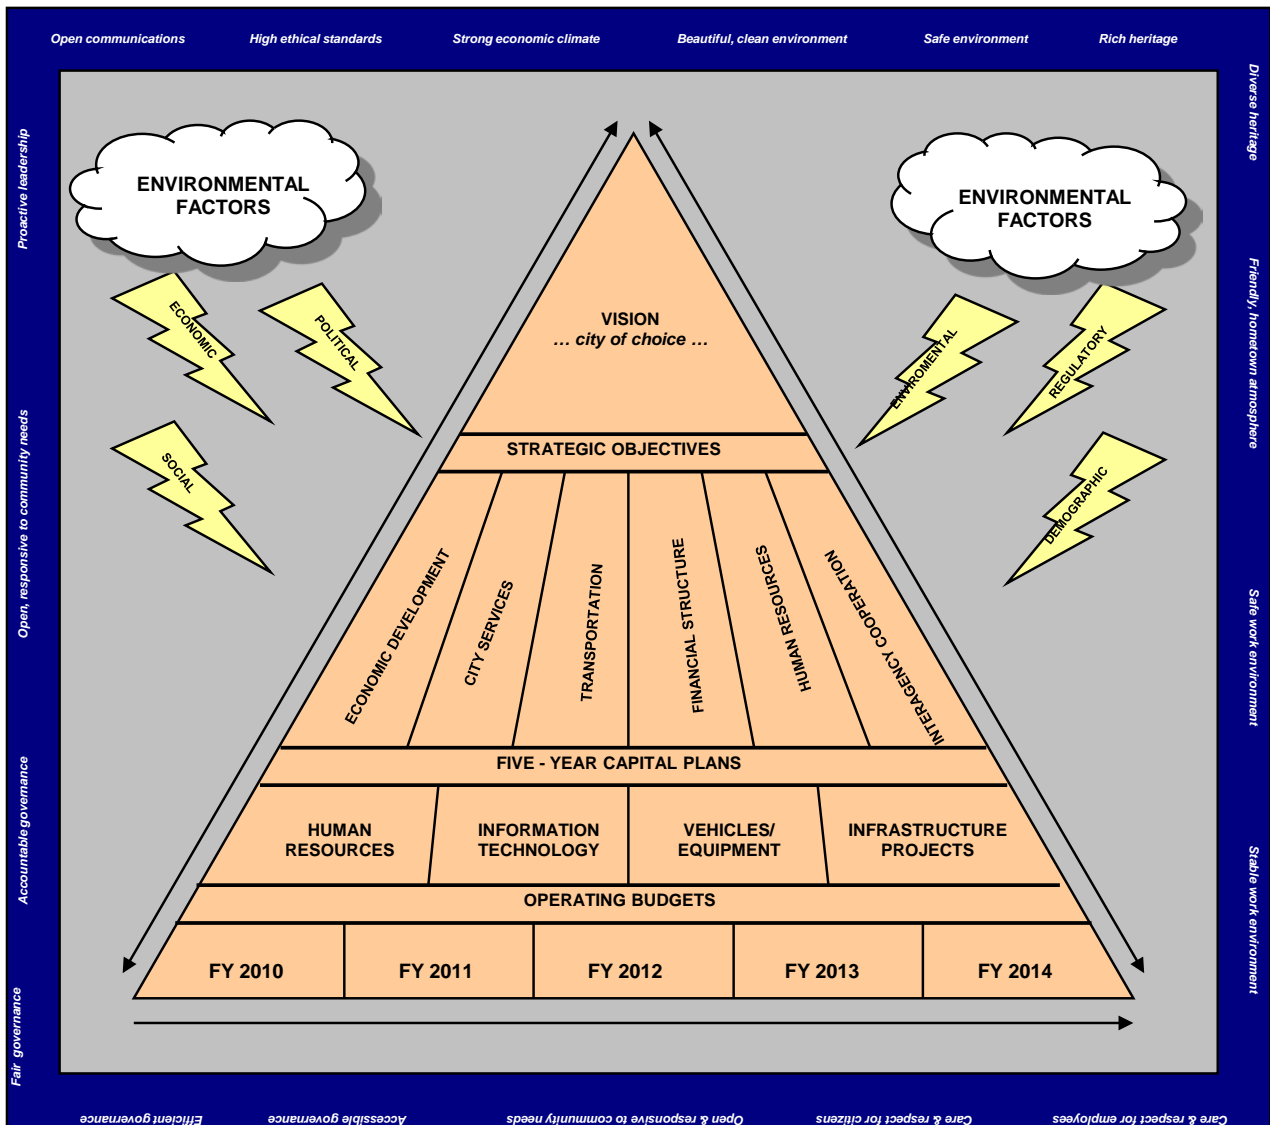 Open communications
High ethical standards
Strong economic climate
Beautiful, clean environment
Safe environment
Rich heritage
Diverse heritage
Friendly, hometown atmosphere
Safe work environment
Stable work environment
Proactive leadership
Open, responsive to community needs
Accountable governance
Fair governance
ENVIRONMENTAL
FACTORS
ENVIRONMENTAL
FACTORS
ECONOMIC
POLITICAL
SOCIAL
ENVIROMENTAL
REGULATORY
DEMOGRAPHIC
VISION
... city of choice ...
STRATEGIC OBJECTIVES
ECONOMIC DEVELOPMENT
CITY SERVICES
TRANSPORTATION
FINANCIAL STRUCTURE
HUMAN RESOURCES
INTERAGENCY COOPERATION
FIVE - YEAR CAPITAL PLANS
HUMAN
RESOURCES
INFORMATION
TECHNOLOGY
VEHICLES/
EQUIPMENT
INFRASTRUCTURE
PROJECTS
OPERATING BUDGETS
FY 2010
FY 2011
FY 2012
FY 2013
FY 2014
Efficient governance
Accessible governance
Open & responsive to community needs
Care & respect for citizens
Care & respect for employees